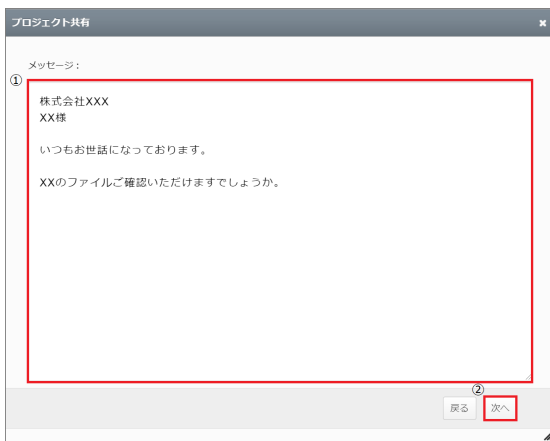 プロジェクト共有
メッセージ：
①
株式会社XXX
XX様
いつもお世話になっております。
XXのファイルご確認いただけますでしょうか。
②
戻る 次へ